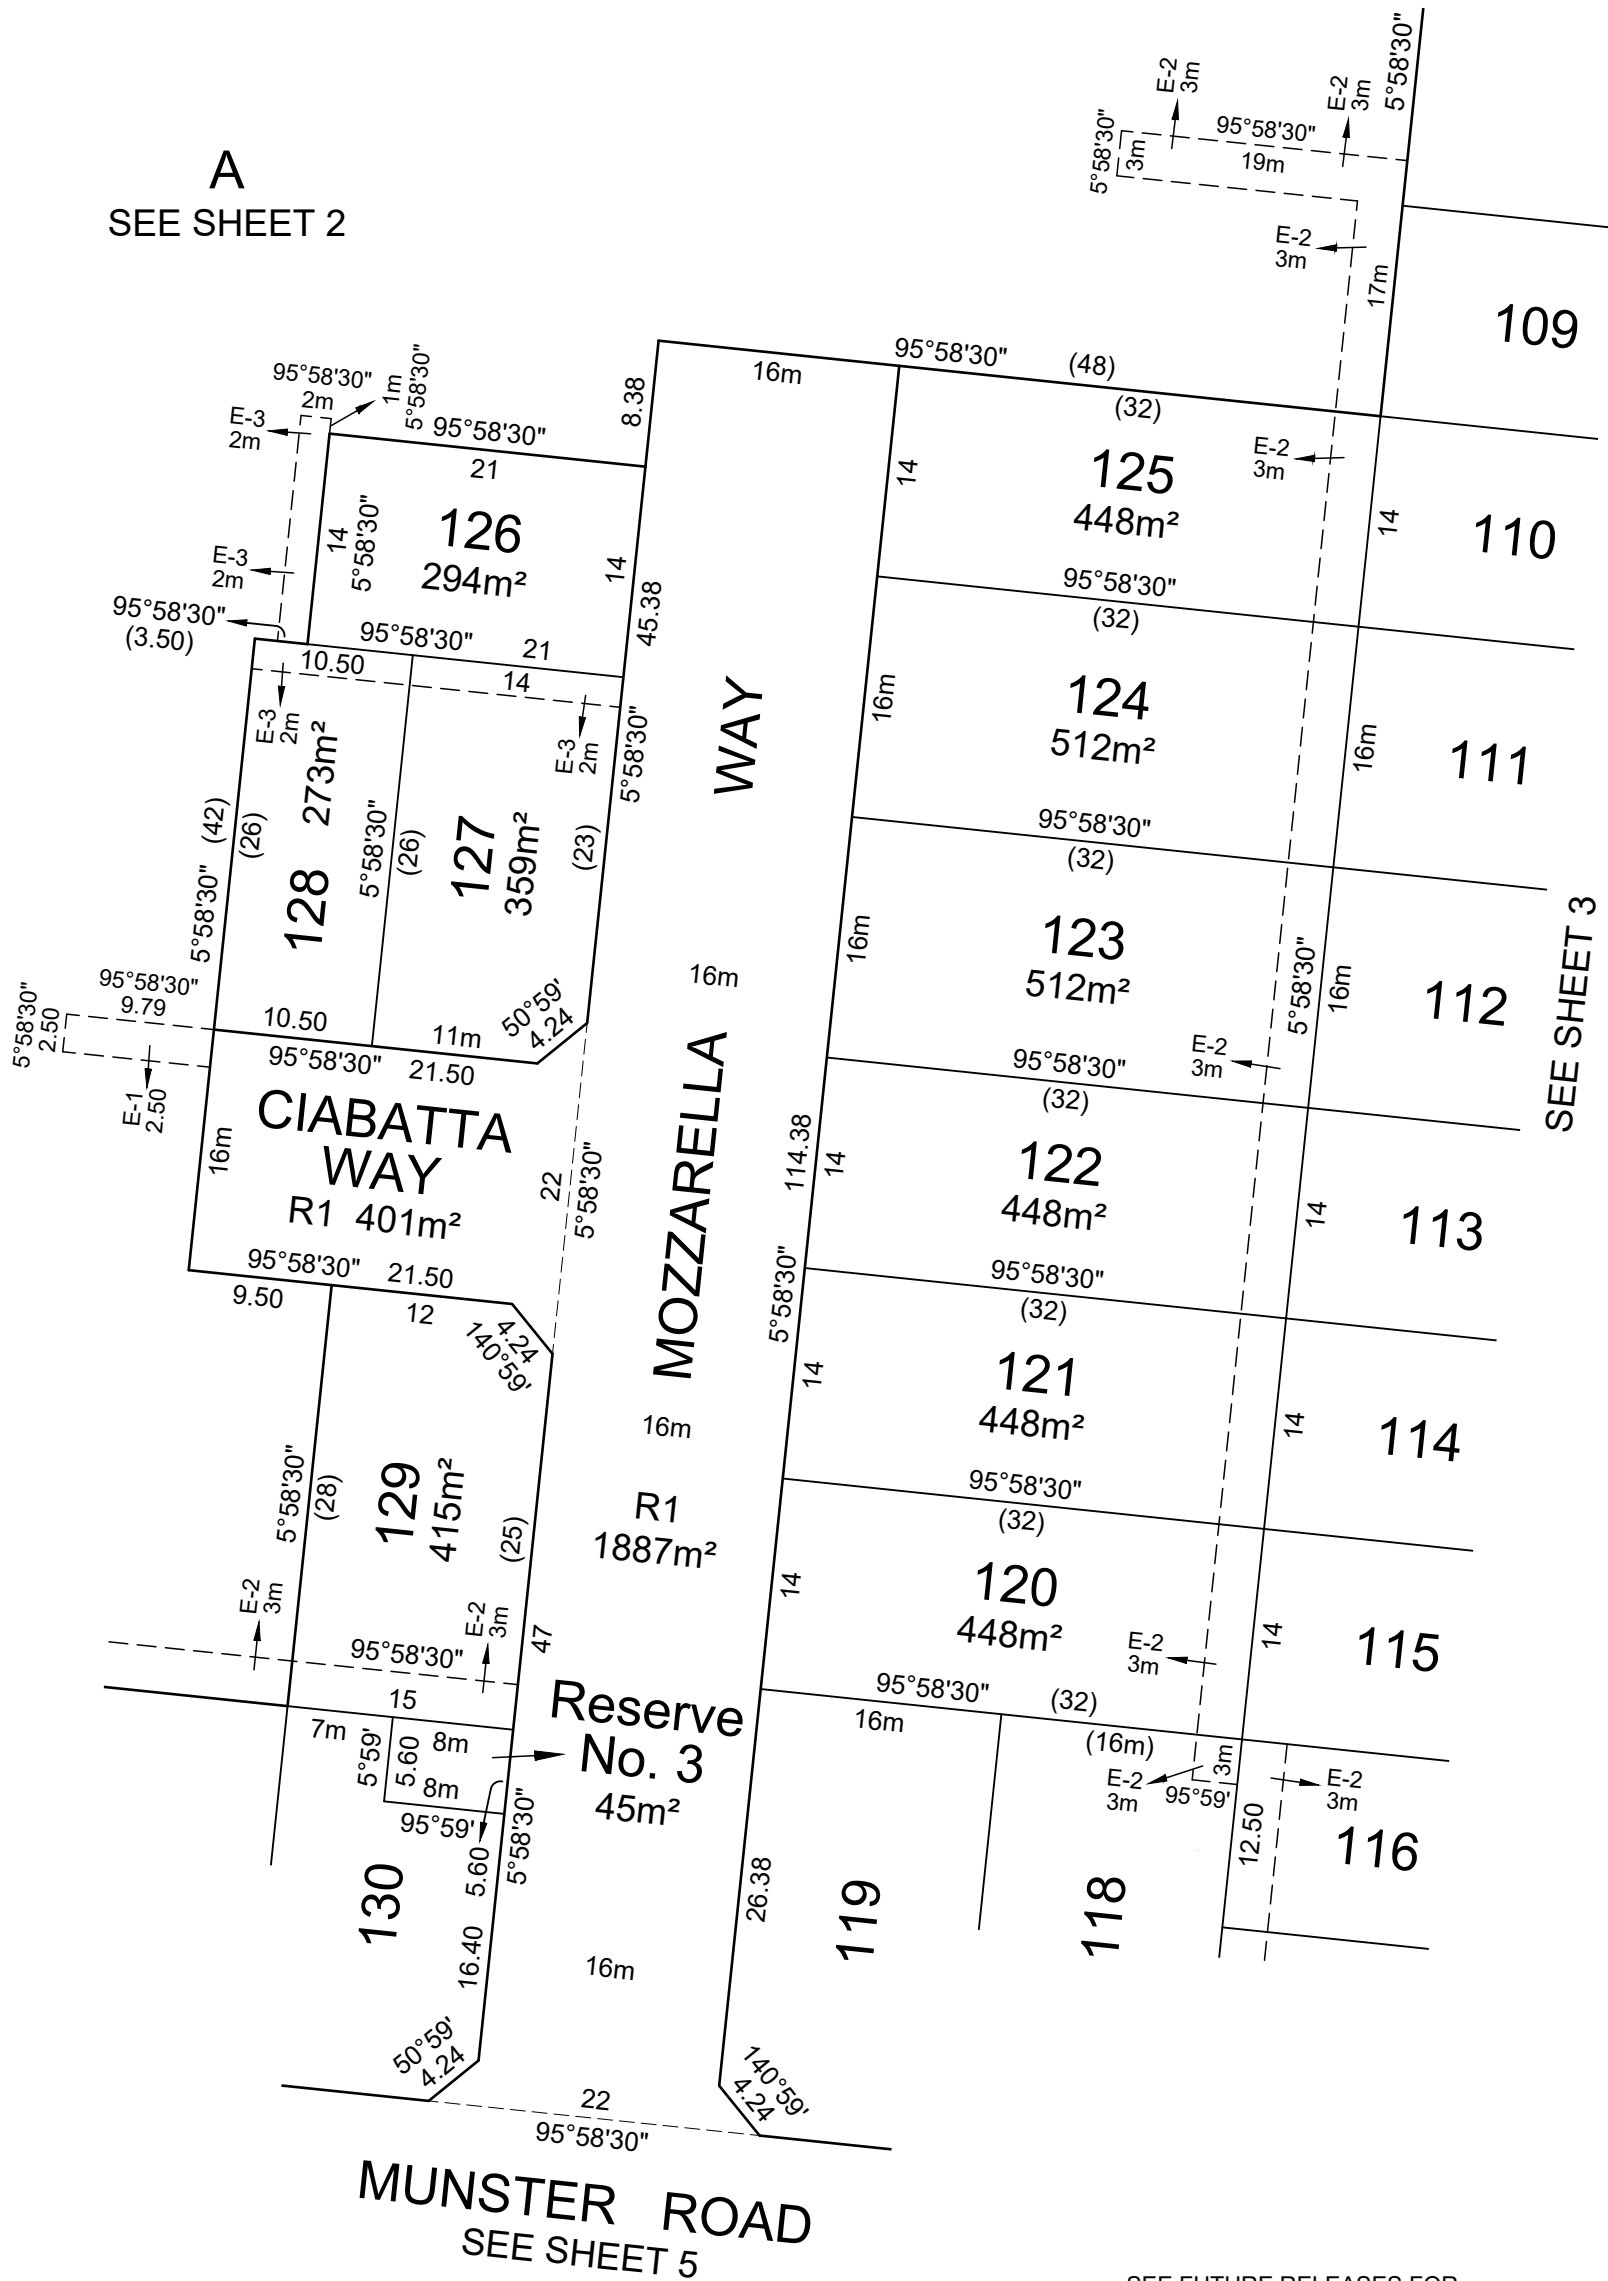 A
SEE SHEET 2
5°58'30"
E-2
3m
E-2
3m
95°58'30"
19m
5°58'30"
3m
E-2
3m
17m
109
95°58'30"
(48)
16m
(32)
8.38
95°58'30"
2m
1m
5°58'30"
E-3
2m
95°58'30"
21
14
5°58'30"
126
294m²
14
45.38
E-3
2m
95°58'30"
(3.50)
95°58'30"
21
10.50
14
E-3
2m
E-3
2m
5°58'30"
14
125
448m²
E-2
3m
14
110
95°58'30"
(32)
16m
124
512m²
16m
111
95°58'30"
(32)
WAY
(42)
(26)
5°58'30"
128
273m²
5°58'30"
(26)
127
359m²
(23)
16m
123
512m²
5°58'30"
16m
112
SEE SHEET 3
95°58'30"
9.79
5°58'30"
2.50
E-1
2.50
10.50
11m
50°59'
4.24
95°58'30"
21.50
16m
MOZZARELLA
E-2
3m
95°58'30"
(32)
CIABATTA
WAY
R1 401m²
16m
22
5°58'30"
114.38
14
5°58'30"
122
448m²
14
113
95°58'30"
21.50
9.50
12
4.24
140°59'
95°58'30"
(32)
14
121
448m²
14
114
16m
5°58'30"
(28)
129
415m²
(25)
R1
1887m²
95°58'30"
(32)
14
120
448m²
14
115
E-2
3m
E-2
3m
95°58'30"
47
E-2
3m
15
7m
8m
5°59'
5.60
8m
95°59'
Reserve
No. 3
45m²
5°58'30"
5.60
95°58'30"
(32)
16m
(16m)
3m
E-2
3m
95°59'
E-2
3m
12.50
116
130
16.40
26.38
119
118
16m
50°59'
4.24
140°59'
4.24
22
95°58'30"
MUNSTER ROAD
SEE SHEET 5
SEE FUTURE RELEASES FOR